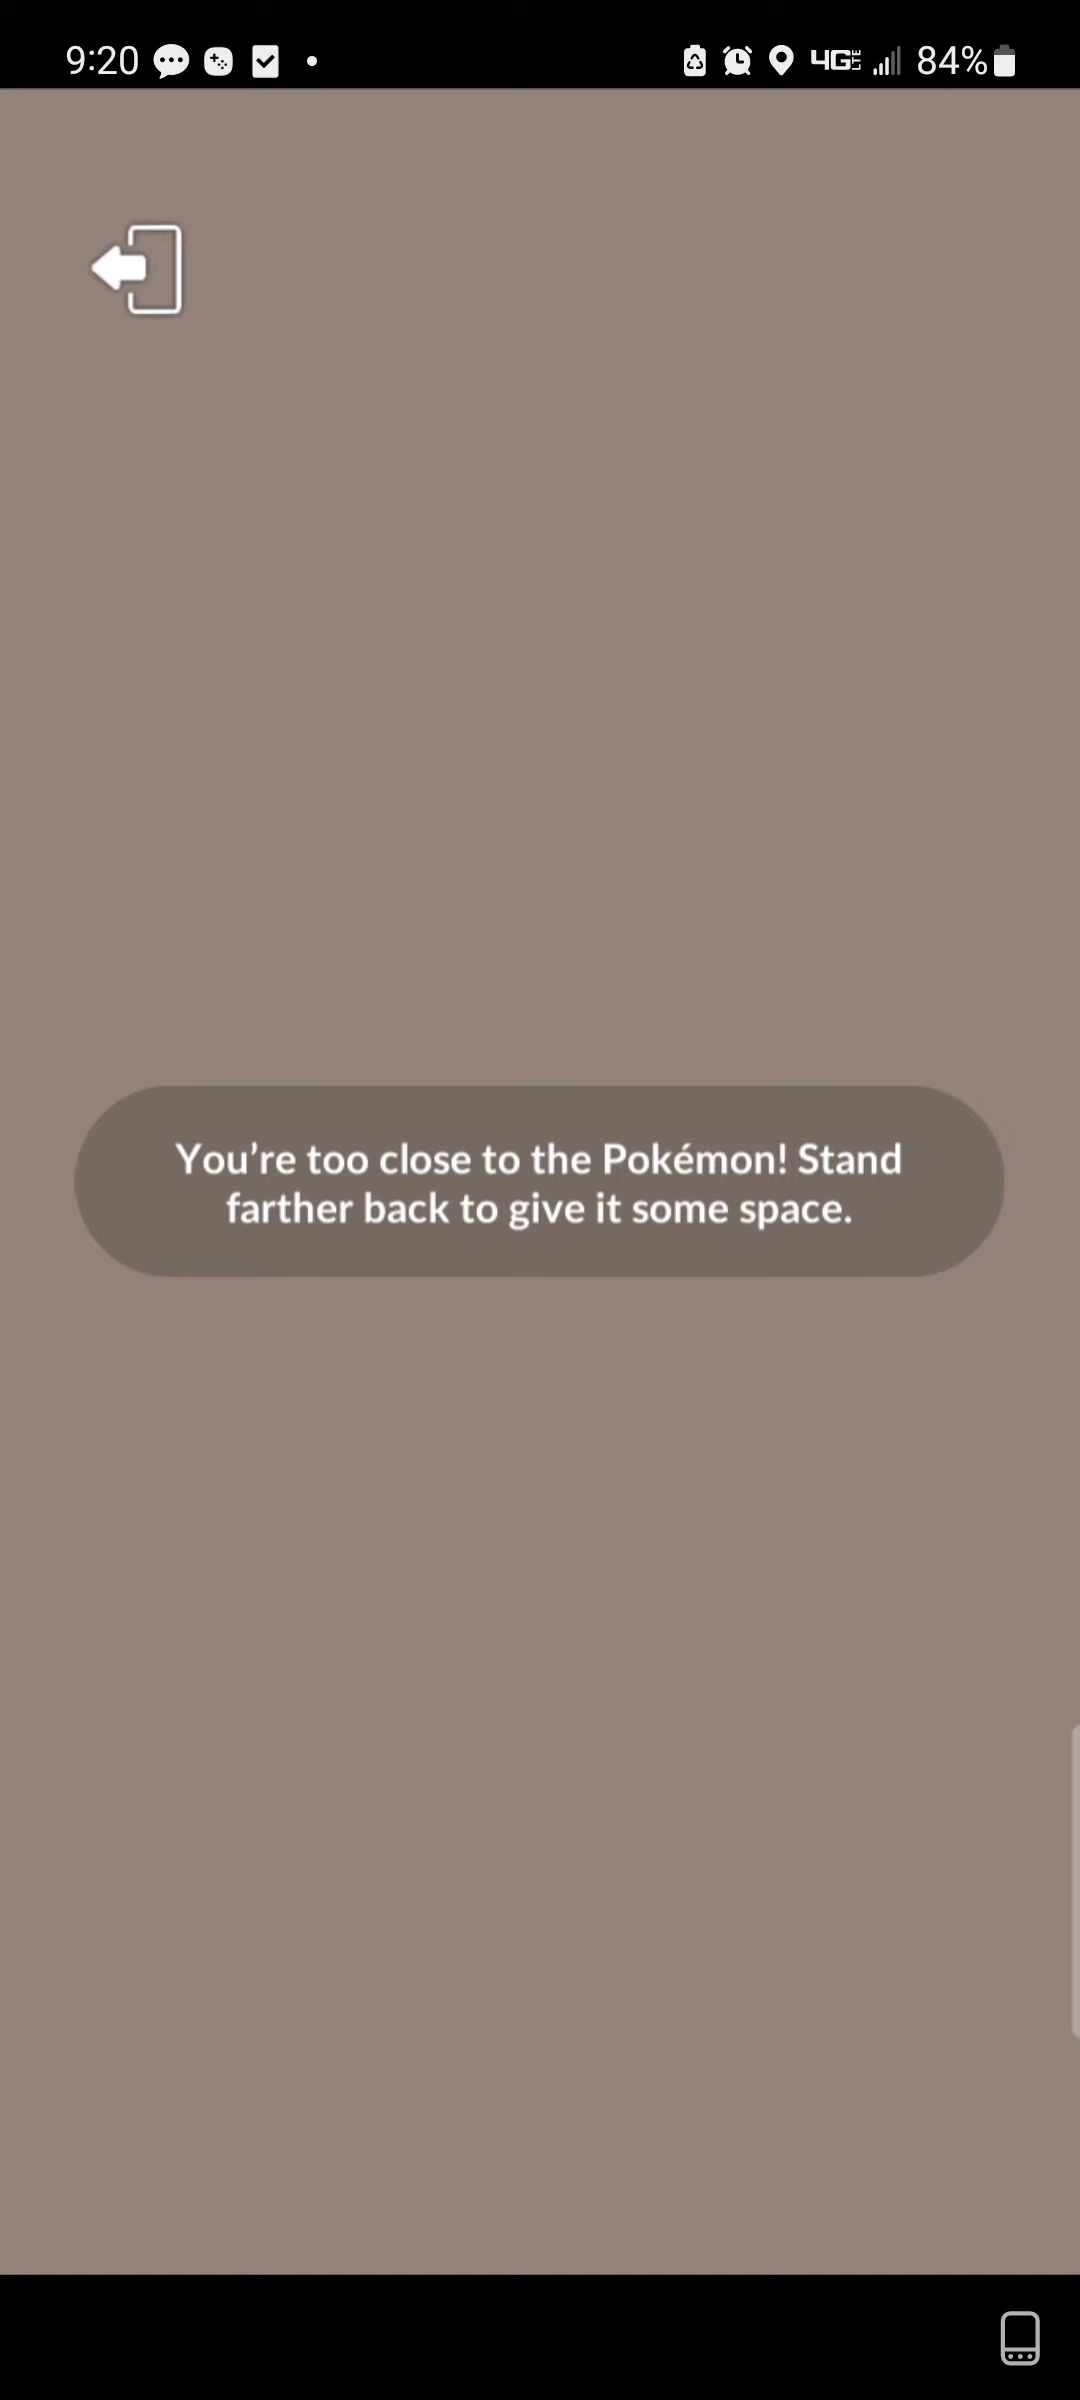 9:20 4G LTE 84%
You're too close to the Pokémon! Stand
farther back to give it some space.